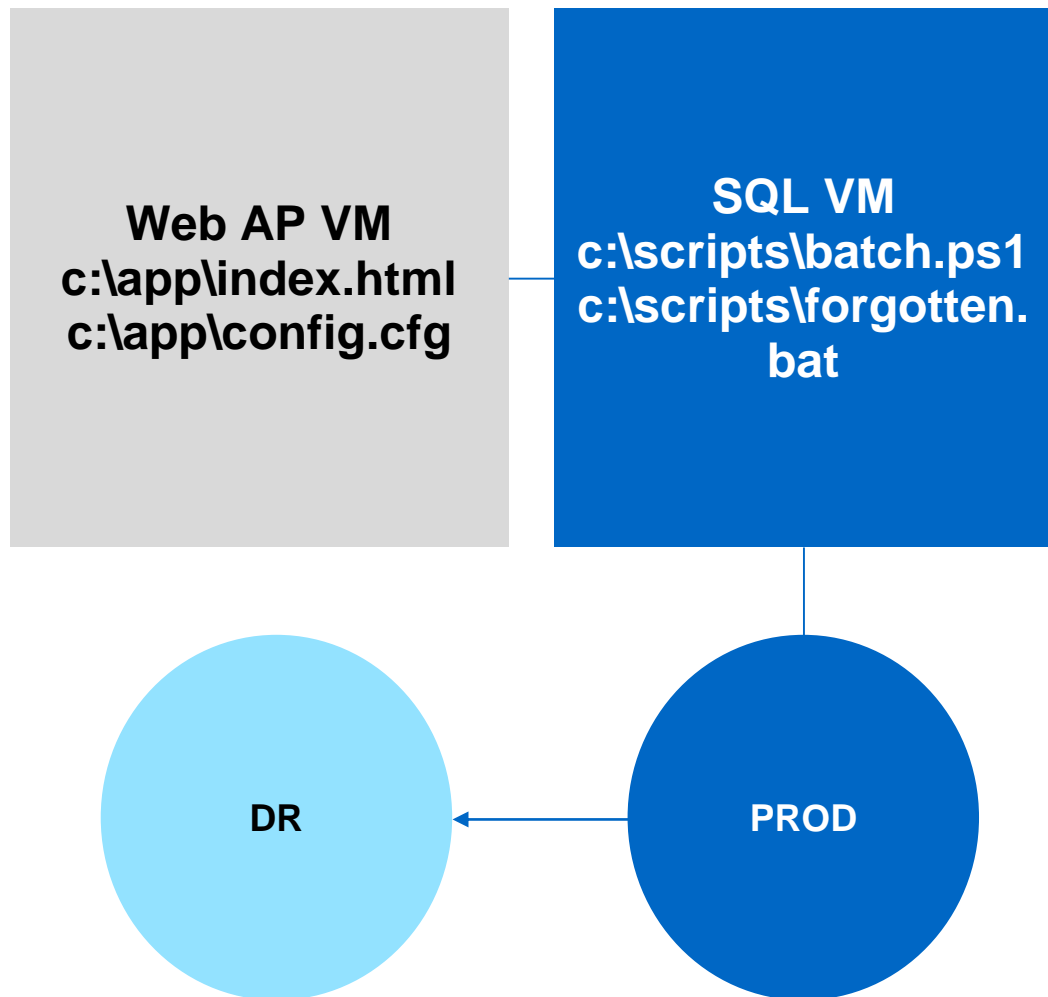 Web AP VM
c:\app\index.html
c:\app\config.cfg
SQL VM
c:\scripts\batch.ps1
c:\scripts\forgotten.
bat
DR
PROD